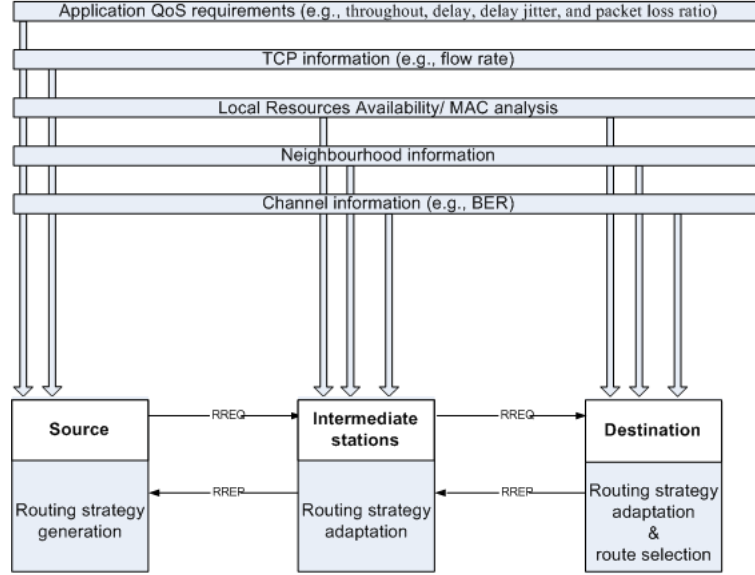 Application QoS requirements (e.g., throughout, delay, delay jitter, and packet loss ratio)
TCP information (e.g., flow rate)
Local Resources Availability/ MAC analysis
Neighbourhood information
Channel information (e.g., BER)
Source
RREQ
Intermediate
stations
RREQ
Destination
Routing strategy
generation
RREP
Routing strategy
adaptation
RREP
Routing strategy
adaptation
&
route selection